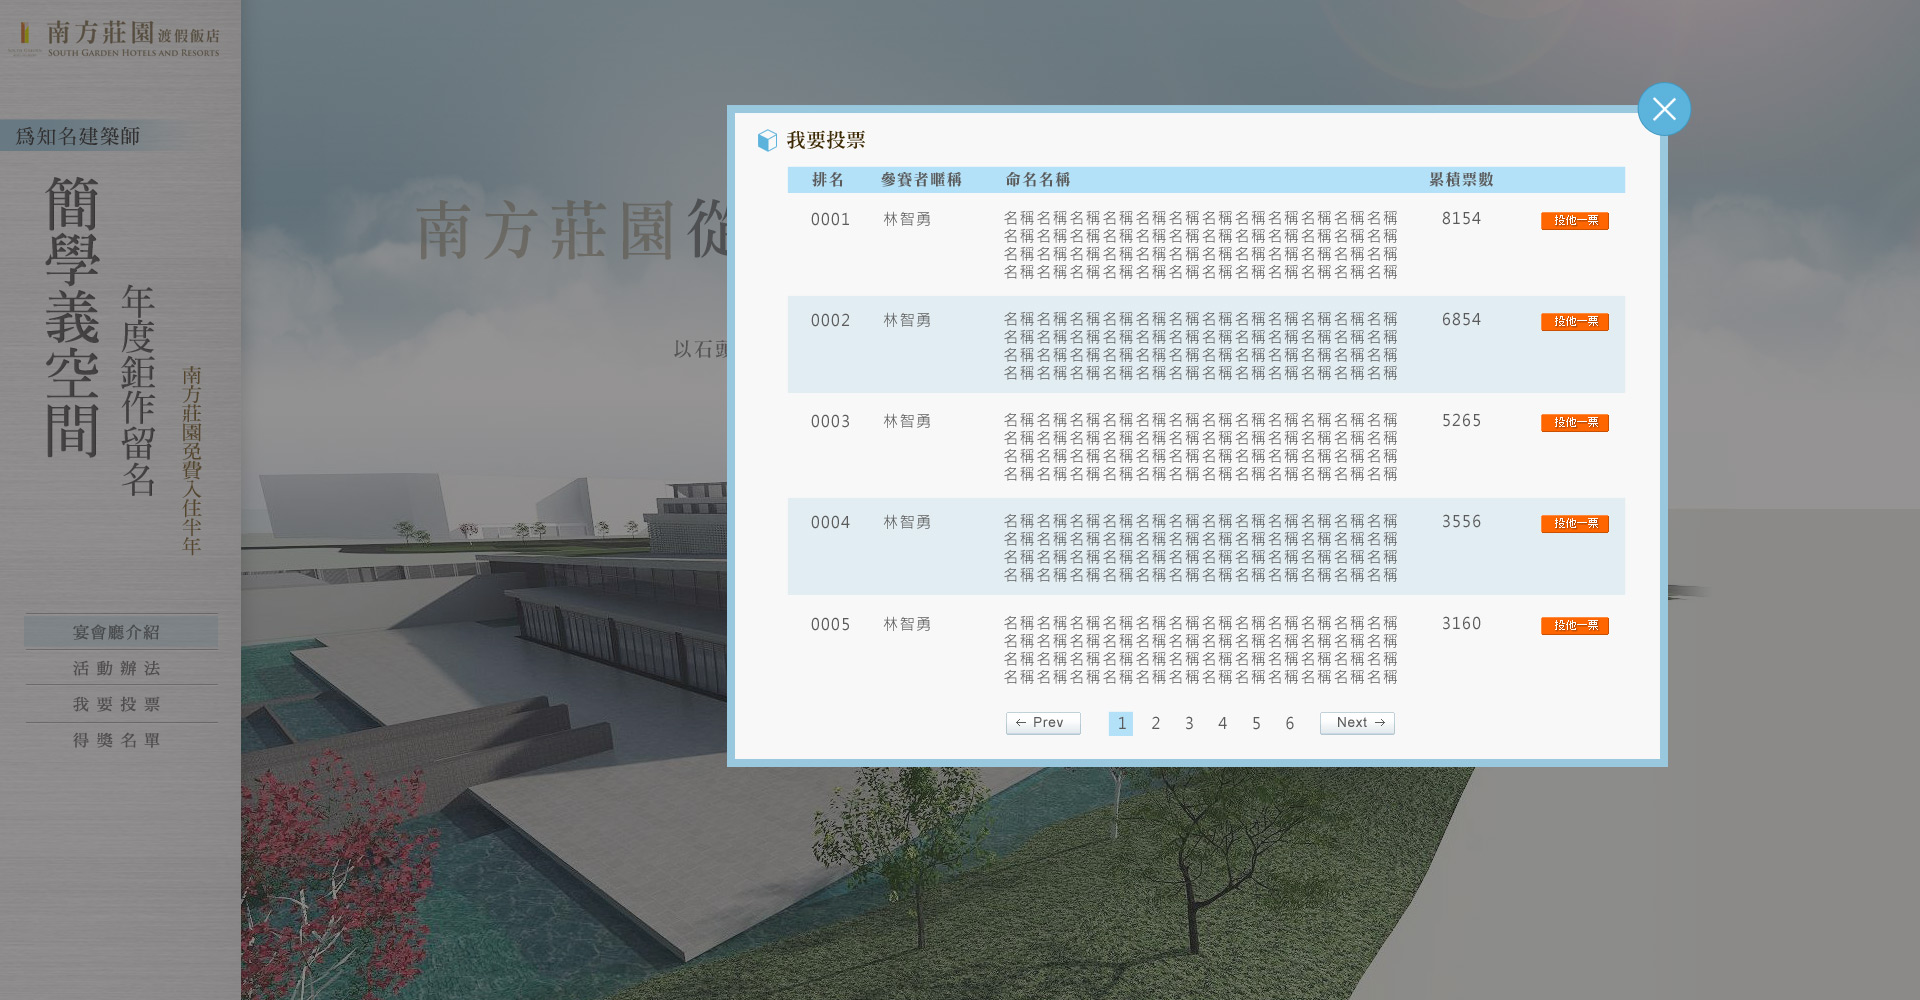 南方莊園渡假飯店
SOUTH GARDEN HOTELS AND RESORTS
為知名建築師
簡學義空間
年度鉅作留名
南方莊園免費入住半年
宴會廳介紹
活動辦法
我要投票
得獎名單
南方莊園從
以石頭
我要投票
排名 參賽者暱稱 命名名稱 累積票數
0001 林智勇 名稱名稱名稱名稱名稱名稱名稱名稱名稱名稱名稱名稱 8154 投他一票
名稱名稱名稱名稱名稱名稱名稱名稱名稱名稱名稱名稱
名稱名稱名稱名稱名稱名稱名稱名稱名稱名稱名稱名稱
名稱名稱名稱名稱名稱名稱名稱名稱名稱名稱名稱名稱
0002 林智勇 名稱名稱名稱名稱名稱名稱名稱名稱名稱名稱名稱名稱 6854 投他一票
名稱名稱名稱名稱名稱名稱名稱名稱名稱名稱名稱名稱
名稱名稱名稱名稱名稱名稱名稱名稱名稱名稱名稱名稱
名稱名稱名稱名稱名稱名稱名稱名稱名稱名稱名稱名稱
0003 林智勇 名稱名稱名稱名稱名稱名稱名稱名稱名稱名稱名稱名稱 5265 投他一票
名稱名稱名稱名稱名稱名稱名稱名稱名稱名稱名稱名稱
名稱名稱名稱名稱名稱名稱名稱名稱名稱名稱名稱名稱
名稱名稱名稱名稱名稱名稱名稱名稱名稱名稱名稱名稱
0004 林智勇 名稱名稱名稱名稱名稱名稱名稱名稱名稱名稱名稱名稱 3556 投他一票
名稱名稱名稱名稱名稱名稱名稱名稱名稱名稱名稱名稱
名稱名稱名稱名稱名稱名稱名稱名稱名稱名稱名稱名稱
名稱名稱名稱名稱名稱名稱名稱名稱名稱名稱名稱名稱
0005 林智勇 名稱名稱名稱名稱名稱名稱名稱名稱名稱名稱名稱名稱 3160 投他一票
名稱名稱名稱名稱名稱名稱名稱名稱名稱名稱名稱名稱
名稱名稱名稱名稱名稱名稱名稱名稱名稱名稱名稱名稱
名稱名稱名稱名稱名稱名稱名稱名稱名稱名稱名稱名稱
← Prev 1 2 3 4 5 6 Next →